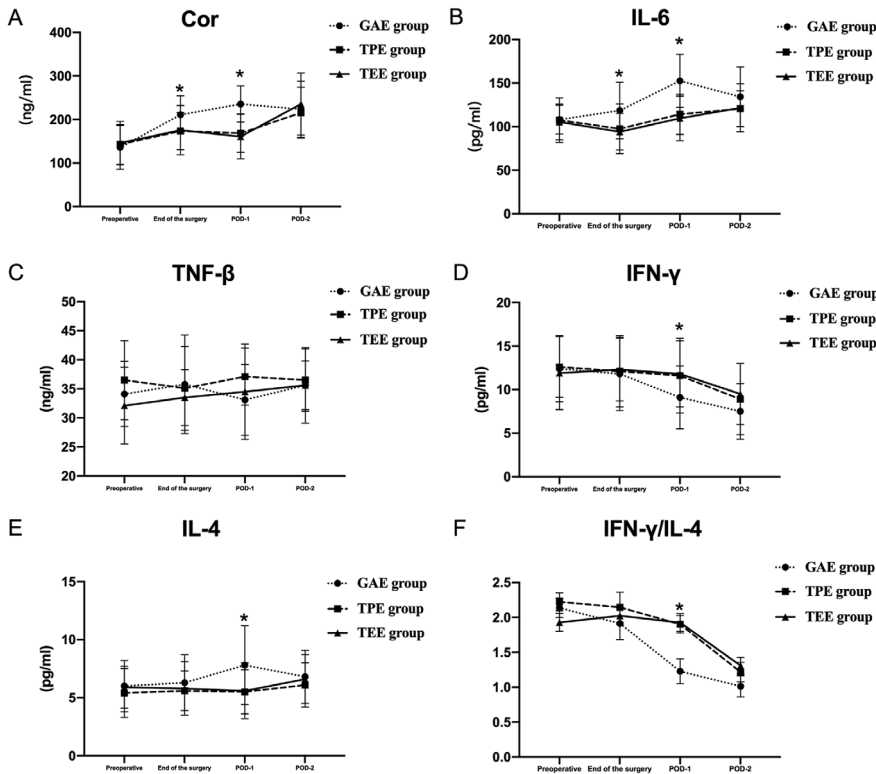 A
Cor
GAE group
TPE group
TEE group
400
300
200
100
0
(ng/ml)
*
*
Preoperative
End of the surgery
POD-1
POD-2
B
IL-6
GAE group
TPE group
TEE group
200
150
100
50
0
(pg/ml)
*
*
Preoperative
End of the surgery
POD-1
POD-2
C
TNF-β
GAE group
TPE group
TEE group
50
45
40
35
30
25
20
(ng/ml)
Preoperative
End of the surgery
POD-1
POD-2
D
IFN-γ
GAE group
TPE group
TEE group
20
15
10
5
0
(pg/ml)
*
Preoperative
End of the surgery
POD-1
POD-2
E
IL-4
GAE group
TPE group
TEE group
15
10
5
0
(pg/ml)
*
Preoperative
End of the surgery
POD-1
POD-2
F
IFN-γ/IL-4
GAE group
TPE group
TEE group
2.5
2.0
1.5
1.0
0.5
0.0
*
Preoperative
End of the surgery
POD-1
POD-2